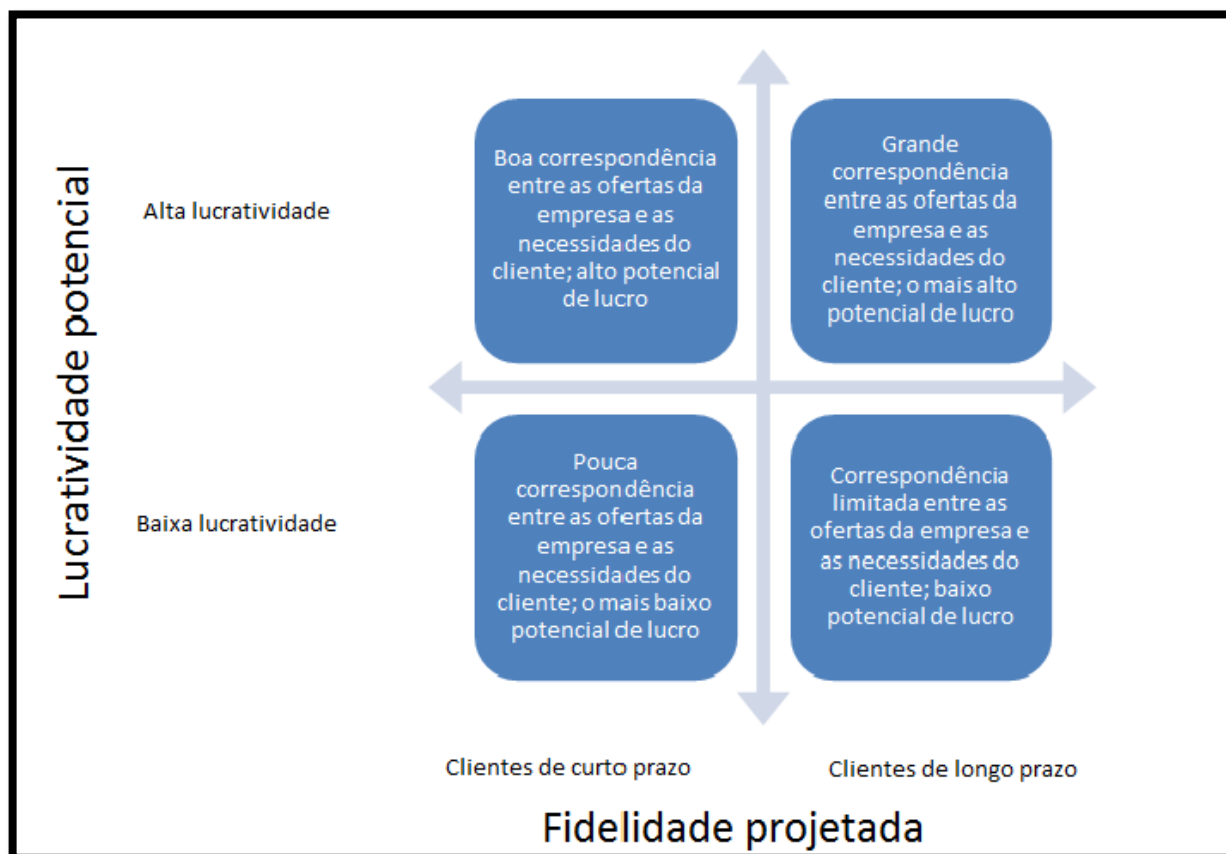 Lucratividade potencial
Alta lucratividade
Boa correspondência
entre as ofertas da
empresa e as
necessidades do
cliente; alto potencial
de lucro
Grande
correspondência
entre as ofertas da
empresa e as
necessidades do
cliente; o mais alto
potencial de lucro
Baixa lucratividade
Pouca
correspondência
entre as ofertas da
empresa e as
necessidades do
cliente; o mais baixo
potencial de lucro
Correspondência
limitada entre as
ofertas da empresa e
as necessidades do
cliente; baixo
potencial de lucro
Clientes de curto prazo
Clientes de longo prazo
Fidelidade projetada